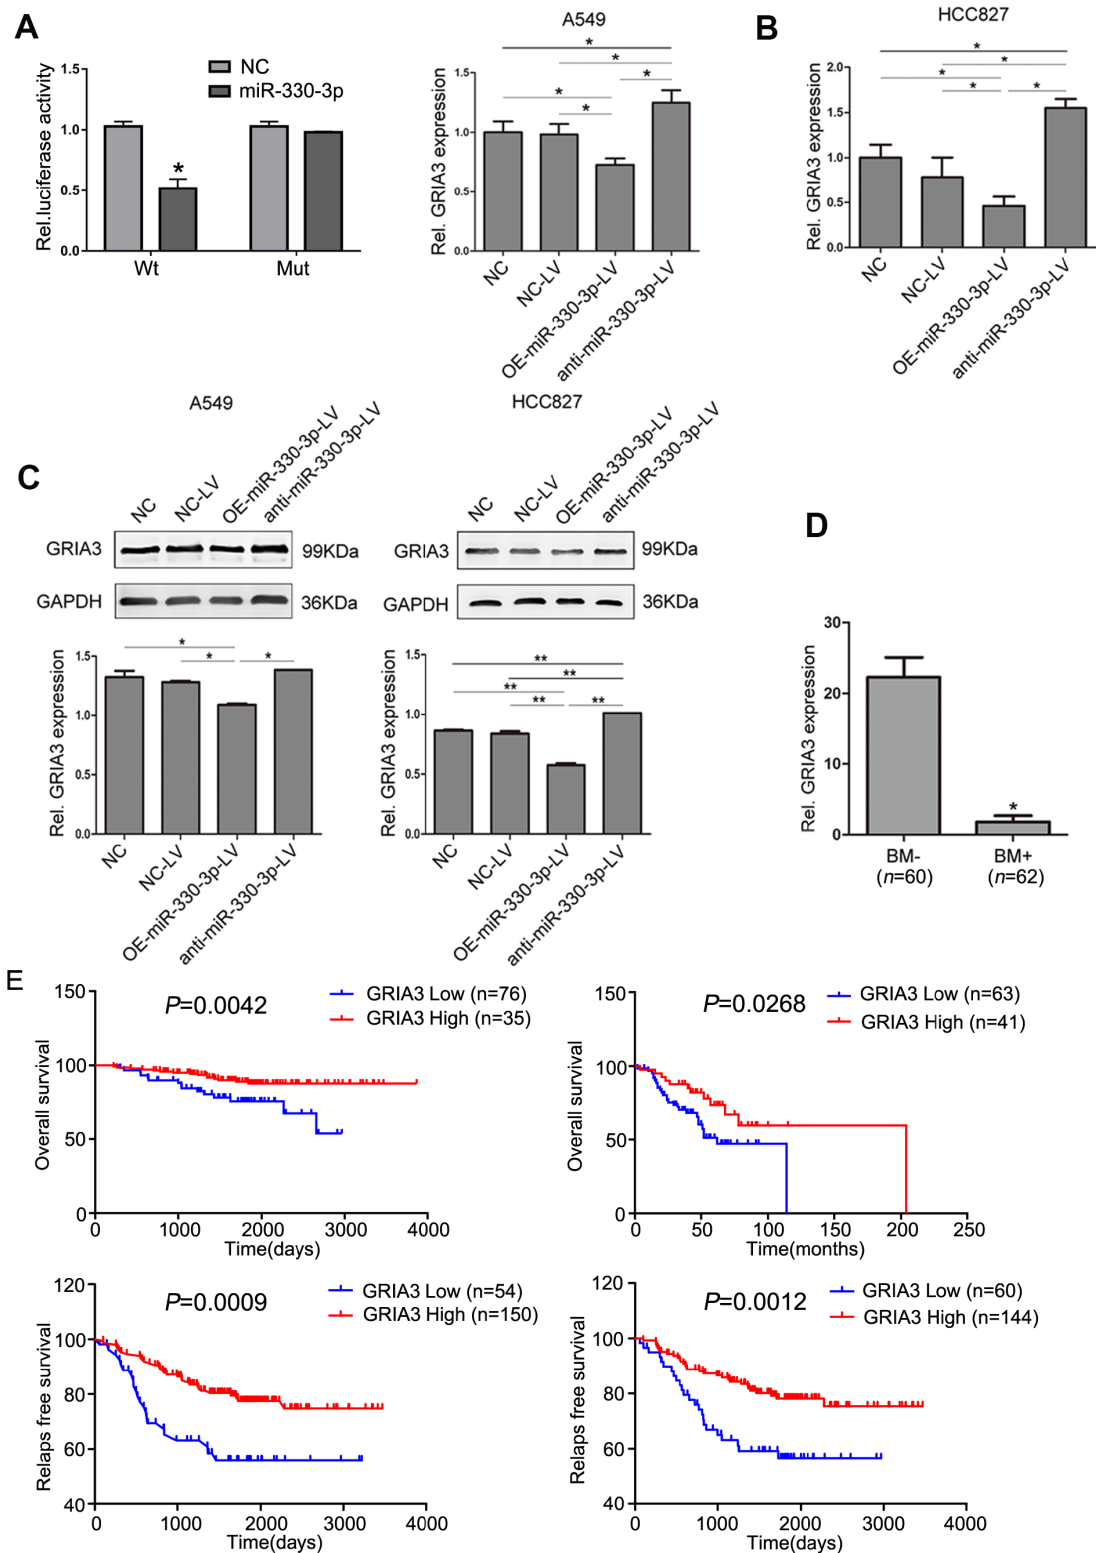 A
NC
miR-330-3p
Rel.luciferase activity
1.5
1.0
0.5
0.0
*
Wt
Mut
A549
Rel. GRIA3 expression
1.5
1.0
0.5
0.0
*
*
*
*
*
NC
NC-LV
OE-miR-330-3p-LV
anti-miR-330-3p-LV
B
HCC827
Rel. GRIA3 expression
2.0
1.5
1.0
0.5
0.0
*
*
*
*
*
NC
NC-LV
OE-miR-330-3p-LV
anti-miR-330-3p-LV
C
A549
NC
NC-LV
OE-miR-330-3p-LV
anti-miR-330-3p-LV
GRIA3
99KDa
GAPDH
36KDa
Rel. GRIA3 expression
1.5
1.0
0.5
0.0
*
*
*
NC
NC-LV
OE-miR-330-3p-LV
anti-miR-330-3p-LV
HCC827
NC
NC-LV
OE-miR-330-3p-LV
anti-miR-330-3p-LV
GRIA3
99KDa
GAPDH
36KDa
Rel. GRIA3 expression
1.5
1.0
0.5
0.0
**
**
**
**
**
NC
NC-LV
OE-miR-330-3p-LV
anti-miR-330-3p-LV
D
Rel. GRIA3 expression
30
20
10
0
*
BM-
(n=60)
BM+
(n=62)
E
P=0.0042
GRIA3 Low (n=76)
GRIA3 High (n=35)
Overall survival
150
100
50
0
0 1000 2000 3000 4000
Time(days)
P=0.0268
GRIA3 Low (n=63)
GRIA3 High (n=41)
Overall survival
150
100
50
0
0 50 100 150 200 250
Time(months)
P=0.0009
GRIA3 Low (n=54)
GRIA3 High (n=150)
Relaps free survival
120
100
80
60
40
0 1000 2000 3000 4000
Time(days)
P=0.0012
GRIA3 Low (n=60)
GRIA3 High (n=144)
Relaps free survival
120
100
80
60
40
0 1000 2000 3000 4000
Time(days)